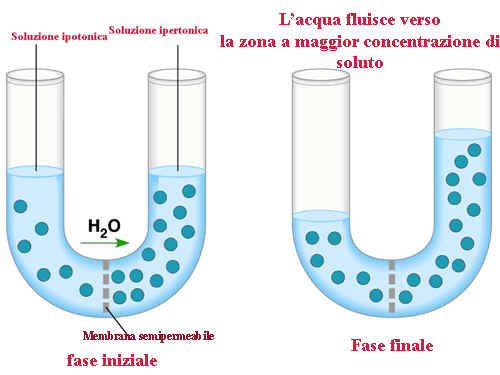 Soluzione ipotonica
Soluzione ipertonica
L'acqua fluisce verso
la zona a maggior concentrazione di
soluto
H₂O
Membrana semipermeabile
fase iniziale
Fase finale